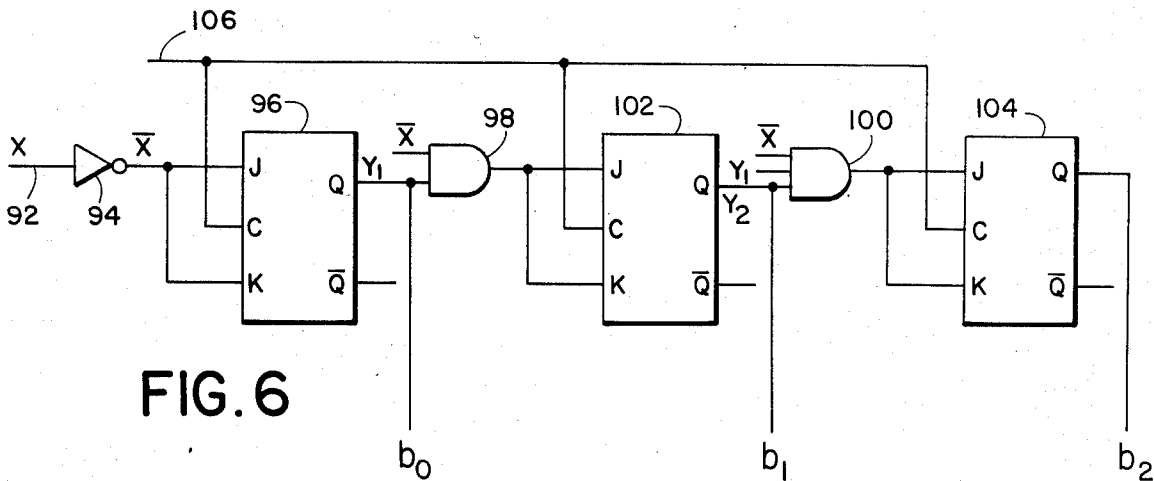 106
X
92
94
X̅
96
J
C
K
Q
Q̅
Y₁
X̅
98
102
J
C
K
Q
Q̅
Y₂
X̅
Y₁
100
104
J
C
K
Q
Q̅
FIG. 6
b₀
b₁
b₂